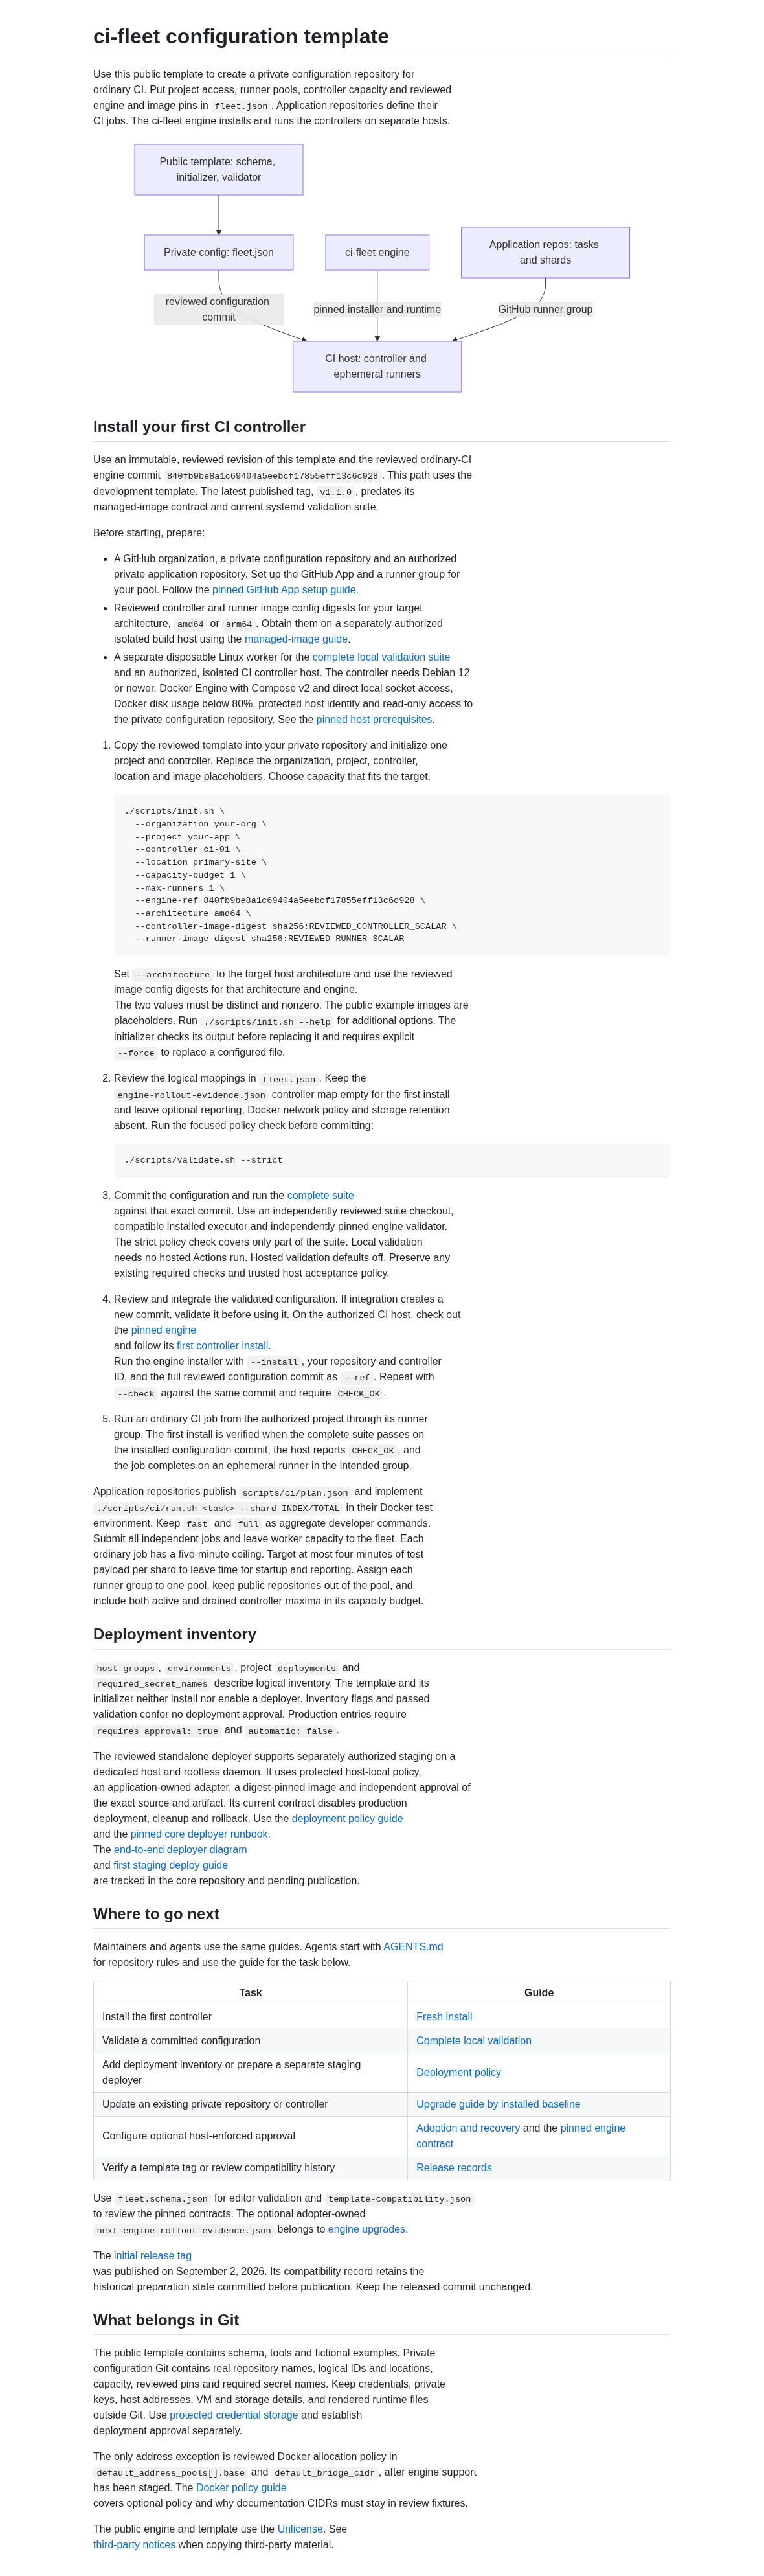 ci-fleet configuration template
Use this public template to create a private configuration repository for
ordinary CI. Put project access, runner pools, controller capacity and reviewed
engine and image pins in fleet.json. Application repositories define their
CI jobs. The ci-fleet engine installs and runs the controllers on separate hosts.
Public template: schema,
initializer, validator
Private config: fleet.json
ci-fleet engine
Application repos: tasks
and shards
reviewed configuration
commit
pinned installer and runtime
GitHub runner group
CI host: controller and
ephemeral runners
Install your first CI controller
Use an immutable, reviewed revision of this template and the reviewed ordinary-CI
engine commit 840fb9be8a1c69404a5eebcf17855eff13c6c928. This path uses the
development template. The latest published tag, v1.1.0, predates its
managed-image contract and current systemd validation suite.
Before starting, prepare:
• A GitHub organization, a private configuration repository and an authorized
private application repository. Set up the GitHub App and a runner group for
your pool. Follow the pinned GitHub App setup guide.
• Reviewed controller and runner image config digests for your target
architecture, amd64 or arm64. Obtain them on a separately authorized
isolated build host using the managed-image guide.
• A separate disposable Linux worker for the complete local validation suite
and an authorized, isolated CI controller host. The controller needs Debian 12
or newer, Docker Engine with Compose v2 and direct local socket access,
Docker disk usage below 80%, protected host identity and read-only access to
the private configuration repository. See the pinned host prerequisites.
1. Copy the reviewed template into your private repository and initialize one
project and controller. Replace the organization, project, controller,
location and image placeholders. Choose capacity that fits the target.
./scripts/init.sh \
--organization your-org \
--project your-app \
--controller ci-01 \
--location primary-site \
--capacity-budget 1 \
--max-runners 1 \
--engine-ref 840fb9be8a1c69404a5eebcf17855eff13c6c928 \
--architecture amd64 \
--controller-image-digest sha256:REVIEWED_CONTROLLER_SCALAR \
--runner-image-digest sha256:REVIEWED_RUNNER_SCALAR
Set --architecture to the target host architecture and use the reviewed
image config digests for that architecture and engine.
The two values must be distinct and nonzero. The public example images are
placeholders. Run ./scripts/init.sh --help for additional options. The
initializer checks its output before replacing it and requires explicit
--force to replace a configured file.
2. Review the logical mappings in fleet.json. Keep the
engine-rollout-evidence.json controller map empty for the first install
and leave optional reporting, Docker network policy and storage retention
absent. Run the focused policy check before committing:
./scripts/validate.sh --strict
3. Commit the configuration and run the complete suite
against that exact commit. Use an independently reviewed suite checkout,
compatible installed executor and independently pinned engine validator.
The strict policy check covers only part of the suite. Local validation
needs no hosted Actions run. Hosted validation defaults off. Preserve any
existing required checks and trusted host acceptance policy.
4. Review and integrate the validated configuration. If integration creates a
new commit, validate it before using it. On the authorized CI host, check out
the pinned engine
and follow its first controller install.
Run the engine installer with --install, your repository and controller
ID, and the full reviewed configuration commit as --ref. Repeat with
--check against the same commit and require CHECK_OK.
5. Run an ordinary CI job from the authorized project through its runner
group. The first install is verified when the complete suite passes on
the installed configuration commit, the host reports CHECK_OK, and
the job completes on an ephemeral runner in the intended group.
Application repositories publish scripts/ci/plan.json and implement
./scripts/ci/run.sh <task> --shard INDEX/TOTAL in their Docker test
environment. Keep fast and full as aggregate developer commands.
Submit all independent jobs and leave worker capacity to the fleet. Each
ordinary job has a five-minute ceiling. Target at most four minutes of test
payload per shard to leave time for startup and reporting. Assign each
runner group to one pool, keep public repositories out of the pool, and
include both active and drained controller maxima in its capacity budget.
Deployment inventory
host_groups, environments, project deployments and
required_secret_names describe logical inventory. The template and its
initializer neither install nor enable a deployer. Inventory flags and passed
validation confer no deployment approval. Production entries require
requires_approval: true and automatic: false.
The reviewed standalone deployer supports separately authorized staging on a
dedicated host and rootless daemon. It uses protected host-local policy,
an application-owned adapter, a digest-pinned image and independent approval of
the exact source and artifact. Its current contract disables production
deployment, cleanup and rollback. Use the deployment policy guide
and the pinned core deployer runbook.
The end-to-end deployer diagram
and first staging deploy guide
are tracked in the core repository and pending publication.
Where to go next
Maintainers and agents use the same guides. Agents start with AGENTS.md
for repository rules and use the guide for the task below.
Task Guide
Install the first controller Fresh install
Validate a committed configuration Complete local validation
Add deployment inventory or prepare a separate staging
deployer Deployment policy
Update an existing private repository or controller Upgrade guide by installed baseline
Configure optional host-enforced approval Adoption and recovery and the pinned engine
contract
Verify a template tag or review compatibility history Release records
Use fleet.schema.json for editor validation and template-compatibility.json
to review the pinned contracts. The optional adopter-owned
next-engine-rollout-evidence.json belongs to engine upgrades.
The initial release tag
was published on September 2, 2026. Its compatibility record retains the
historical preparation state committed before publication. Keep the released commit unchanged.
What belongs in Git
The public template contains schema, tools and fictional examples. Private
configuration Git contains real repository names, logical IDs and locations,
capacity, reviewed pins and required secret names. Keep credentials, private
keys, host addresses, VM and storage details, and rendered runtime files
outside Git. Use protected credential storage and establish
deployment approval separately.
The only address exception is reviewed Docker allocation policy in
default_address_pools[].base and default_bridge_cidr, after engine support
has been staged. The Docker policy guide
covers optional policy and why documentation CIDRs must stay in review fixtures.
The public engine and template use the Unlicense. See
third-party notices when copying third-party material.